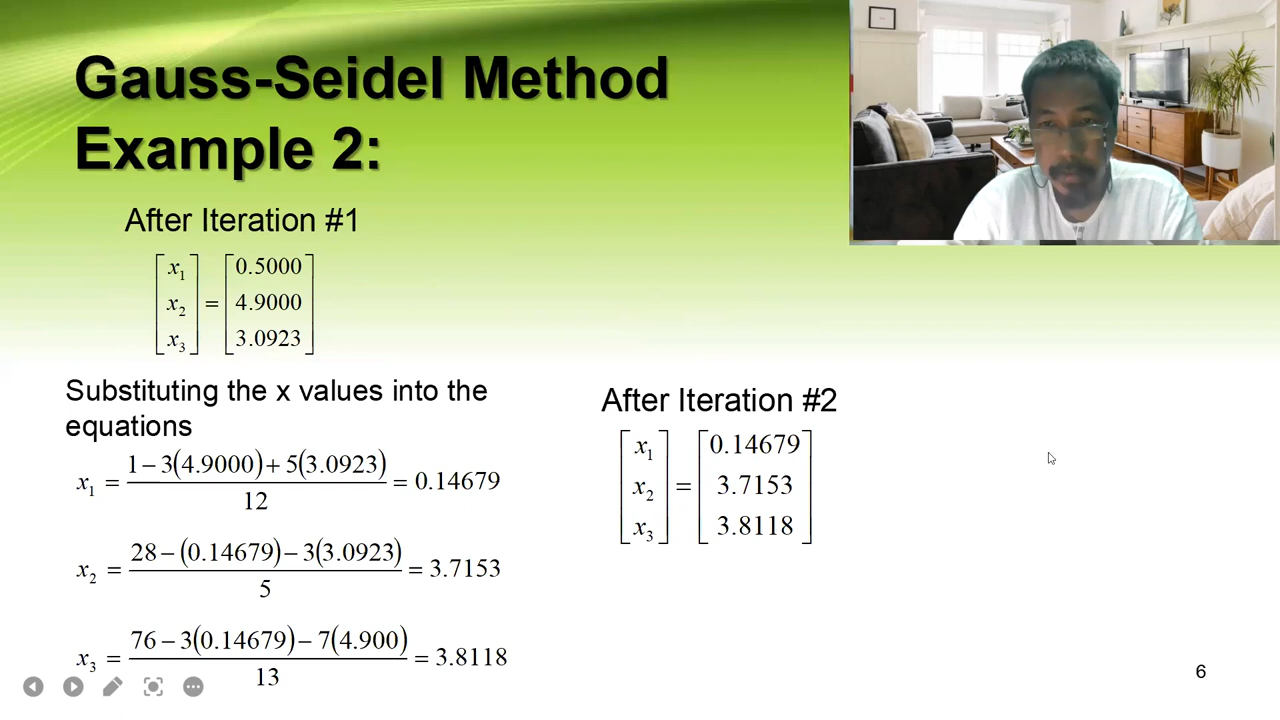 Gauss-Seidel Method
Example 2:
After Iteration #1
[x₁ x₂ x₃] = [0.5000 4.9000 3.0923]
Substituting the x values into the
equations
x₁ = (1 − 3(4.9000) + 5(3.0923)) / 12 = 0.14679
x₂ = (28 − (0.14679) − 3(3.0923)) / 5 = 3.7153
x₃ = (76 − 3(0.14679) − 7(4.900)) / 13 = 3.8118
After Iteration #2
[x₁ x₂ x₃] = [0.14679 3.7153 3.8118]
6